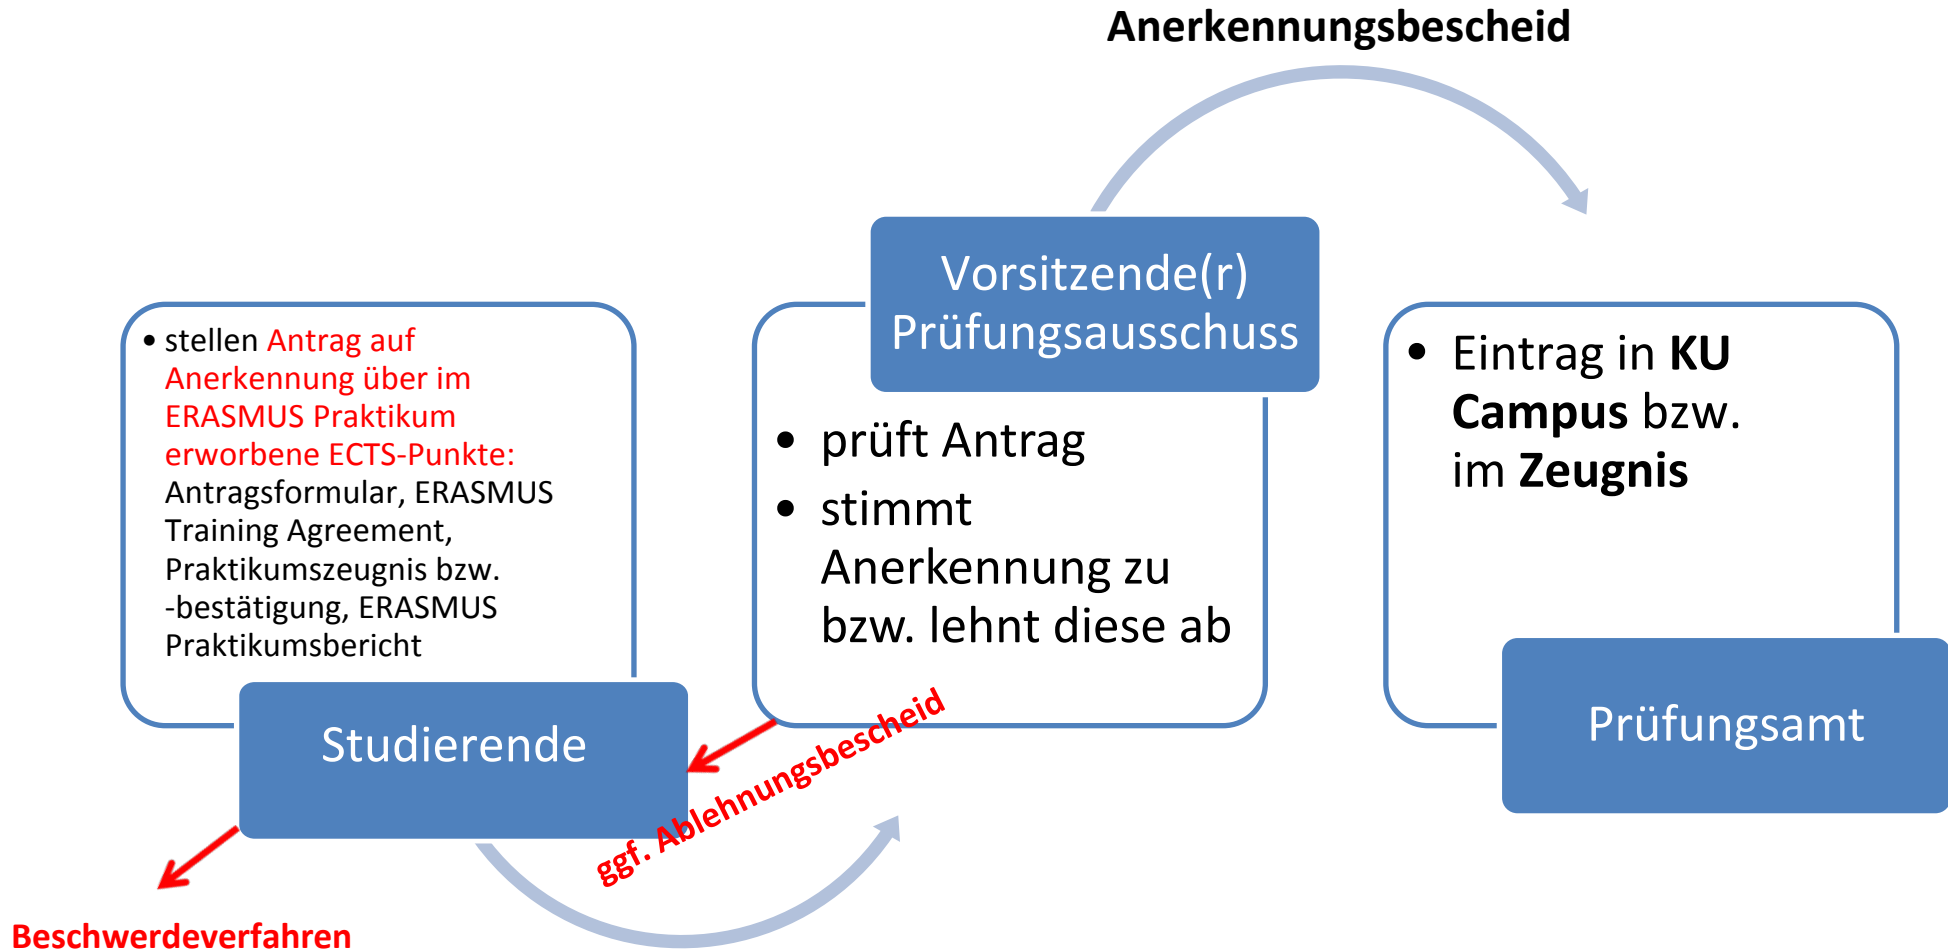 Anerkennungsbescheid
• stellen Antrag auf
Anerkennung über im
ERASMUS Praktikum
erworbene ECTS-Punkte:
Antragsformular, ERASMUS
Training Agreement,
Praktikumszeugnis bzw.
-bestätigung, ERASMUS
Praktikumsbericht
Studierende
Vorsitzende(r)
Prüfungsausschuss
• prüft Antrag
• stimmt
Anerkennung zu
bzw. lehnt diese ab
• Eintrag in KU
Campus bzw.
im Zeugnis
Prüfungsamt
ggf. Ablehnungsbescheid
Beschwerdeverfahren